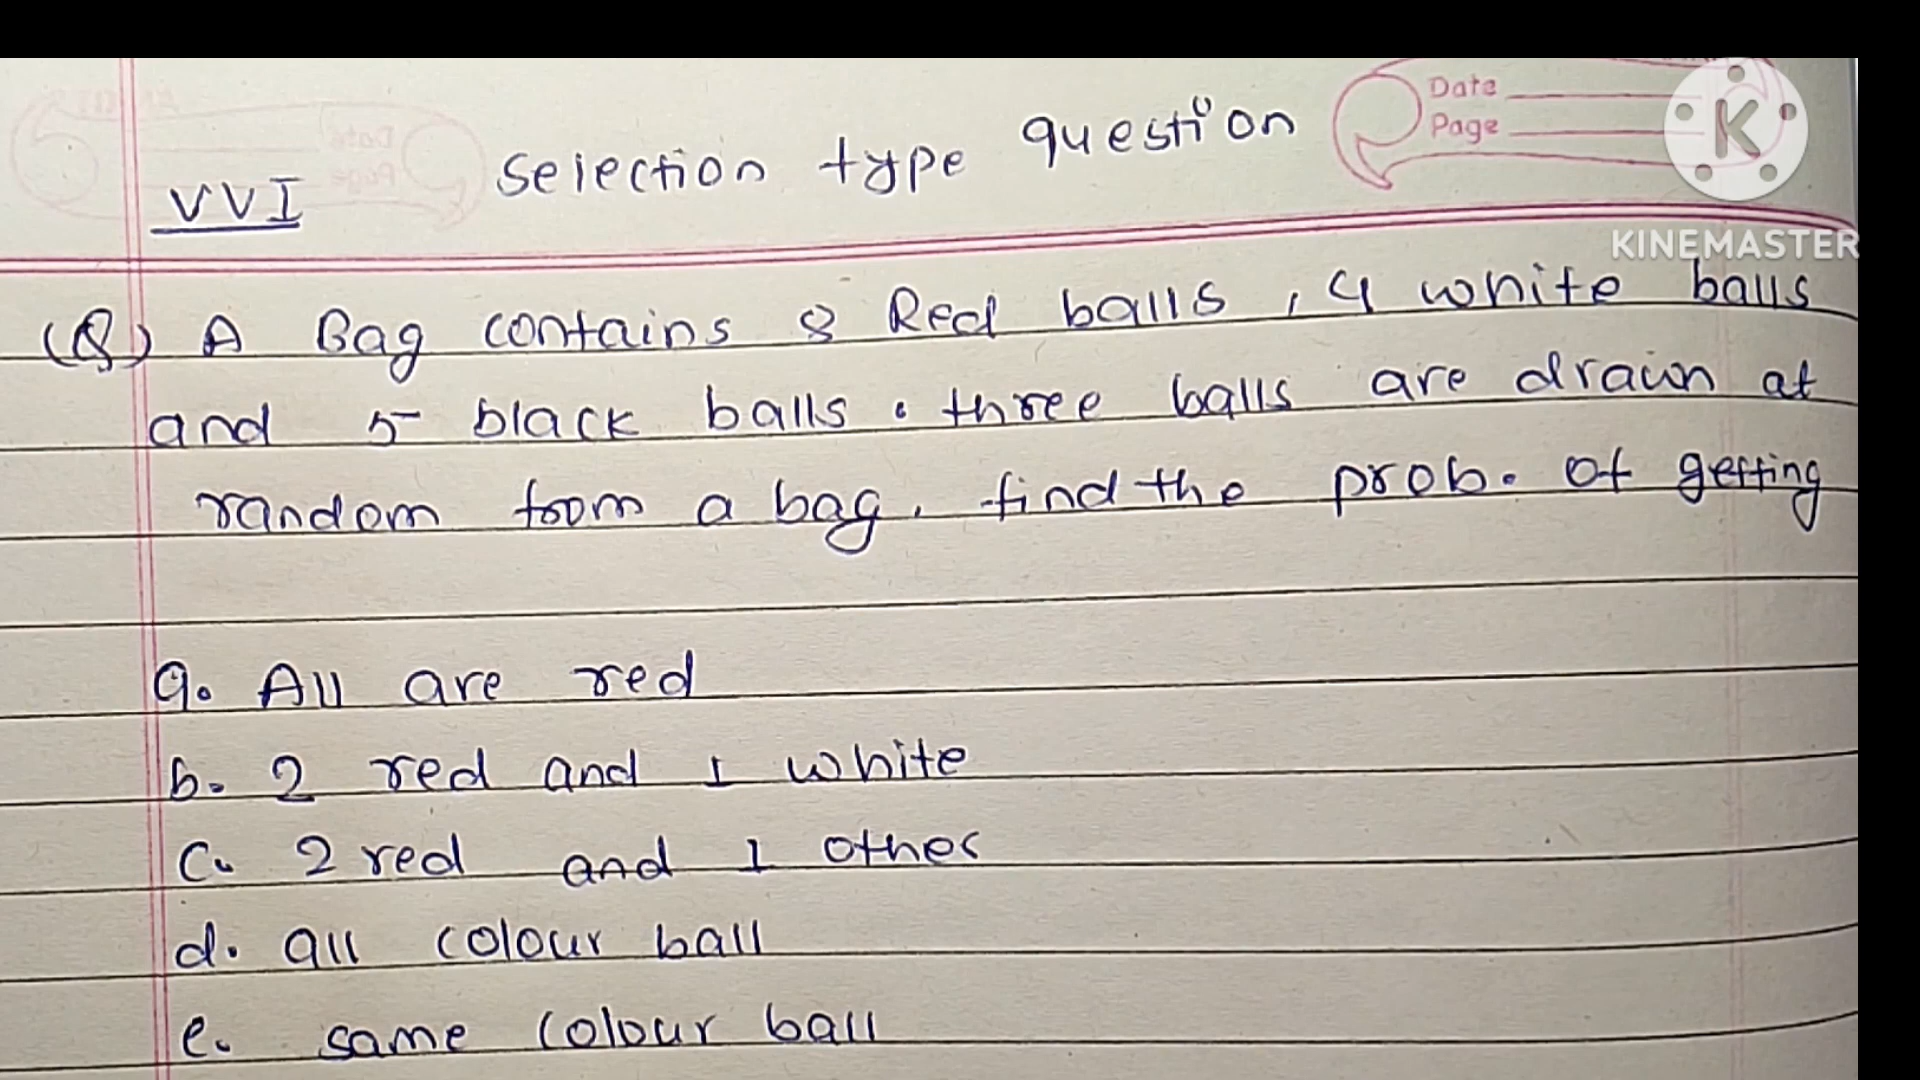 Date
Page
VVI selection type question
KINEMASTER
(Q) A Bag contains 8 Red balls, 4 white balls
and 5 black balls. three balls are drawn at
random from a bag. find the prob. of getting
a. All are red
b. 2 red and 1 white
c. 2 red and 1 other
d. all colour ball
e. same colour ball